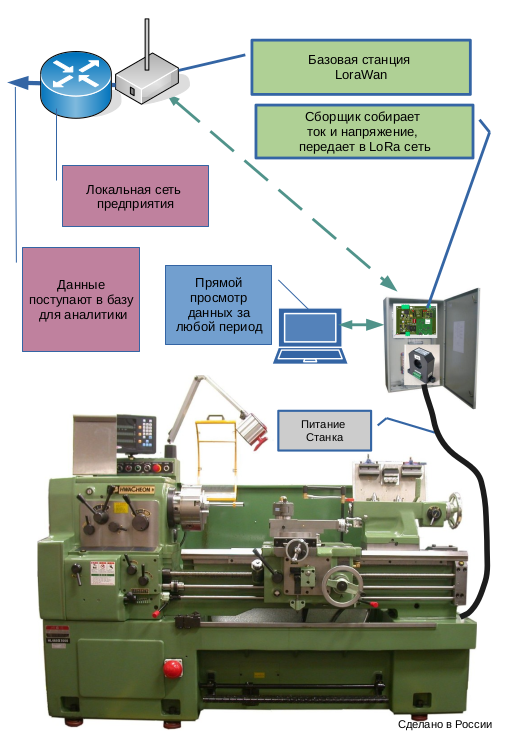 Базовая станция
LoraWan
Сборщик собирает
ток и напряжение,
передает в LoRa сеть
Локальная сеть
предприятия
Данные
поступают в базу
для аналитики
Прямой
просмотр
данных за
любой период
Питание
Станка
Сделано в России